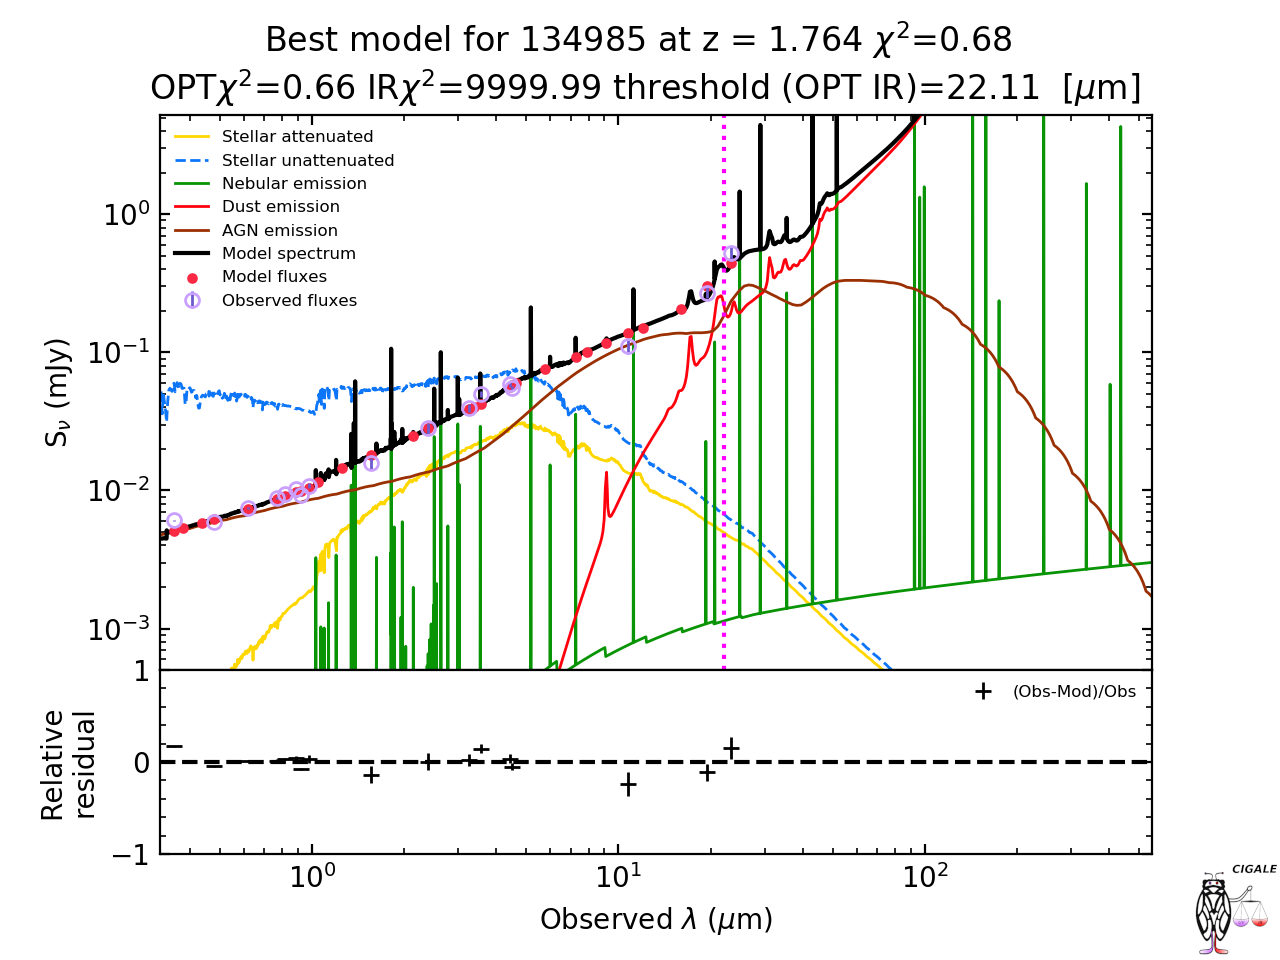 Best model for 134985 at z = 1.764 χ²=0.68
OPTχ²=0.66 IRχ²=9999.99 threshold (OPT IR)=22.11 [μm]
Stellar attenuated
Stellar unattenuated
Nebular emission
Dust emission
AGN emission
Model spectrum
Model fluxes
Observed fluxes
10⁰
10⁻¹
10⁻²
10⁻³
S_ν (mJy)
1
0
−1
Relative
residual
(Obs-Mod)/Obs
10⁰ 10¹ 10²
Observed λ (μm)
CIGALE